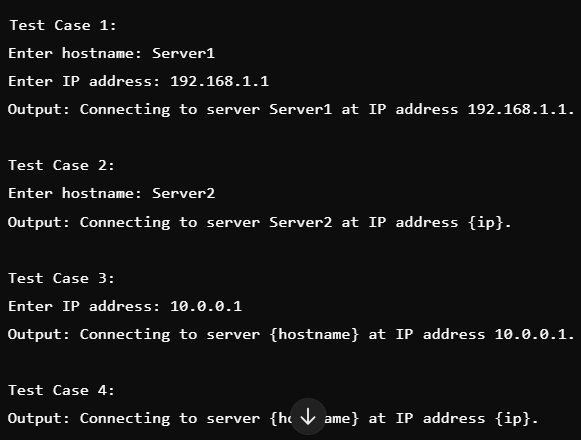 Test Case 1:
Enter hostname: Server1
Enter IP address: 192.168.1.1
Output: Connecting to server Server1 at IP address 192.168.1.1.
Test Case 2:
Enter hostname: Server2
Output: Connecting to server Server2 at IP address {ip}.
Test Case 3:
Enter IP address: 10.0.0.1
Output: Connecting to server {hostname} at IP address 10.0.0.1.
Test Case 4:
Output: Connecting to server at IP address {ip}.